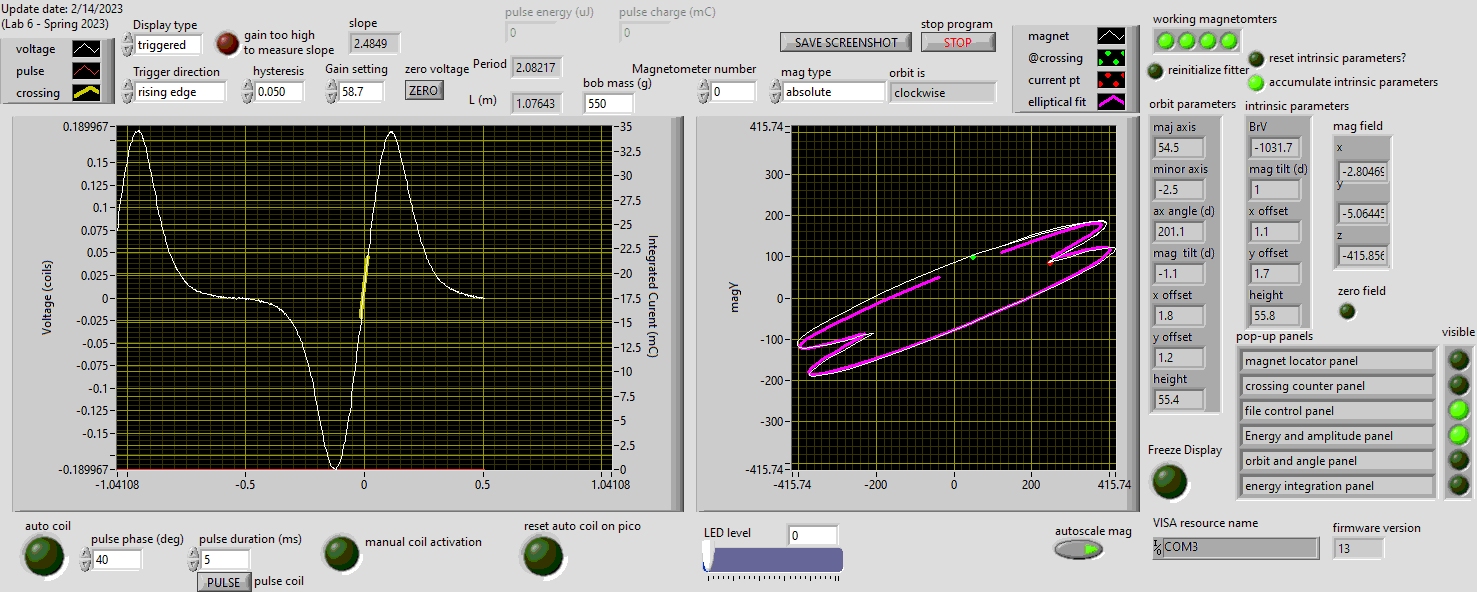 Update date: 2/14/2023
(Lab 6 - Spring 2023)
voltage
pulse
crossing
Display type
triggered
gain too high
to measure slope
slope
2.4849
Trigger direction
rising edge
hysteresis
0.050
Gain setting
58.7
zero voltage
ZERO
pulse energy (uJ)
0
pulse charge (mC)
0
Period
2.08217
L (m)
1.07643
bob mass (g)
550
Magnetometer number
0
SAVE SCREENSHOT
stop program
STOP
mag type
absolute
orbit is
clockwise
magnet
@crossing
current pt
elliptical fit
working magnetomters
reinitialize fitter
reset intrinsic parameters?
accumulate intrinsic parameters
orbit parameters
maj axis
54.5
minor axis
-2.5
ax angle (d)
201.1
mag tilt (d)
-1.1
x offset
1.8
y offset
1.2
height
55.4
intrinsic parameters
BrV
-1031.7
mag tilt (d)
1
x offset
1.1
y offset
1.7
height
55.8
mag field
x
-2.80469
y
-5.06445
z
-415.856
zero field
pop-up panels
visible
magnet locator panel
crossing counter panel
file control panel
Energy and amplitude panel
orbit and angle panel
energy integration panel
Voltage (coils)
0.189967
0.15
0.125
0.1
0.075
0.05
0.025
0
-0.025
-0.05
-0.075
-0.1
-0.125
-0.15
-0.189967
-1.04108
-0.5
0
0.5
1.04108
35
32.5
30
27.5
25
22.5
20
17.5
15
12.5
10
7.5
5
2.5
0
Integrated Current (mC)
magy
415.74
300
200
100
0
-100
-200
-300
-415.74
-415.74
-200
0
200
415.74
Freeze Display
auto coil
pulse phase (deg)
40
pulse duration (ms)
5
PULSE
pulse coil
manual coil activation
reset auto coil on pico
LED level
0
autoscale mag
VISA resource name
COM3
firmware version
13